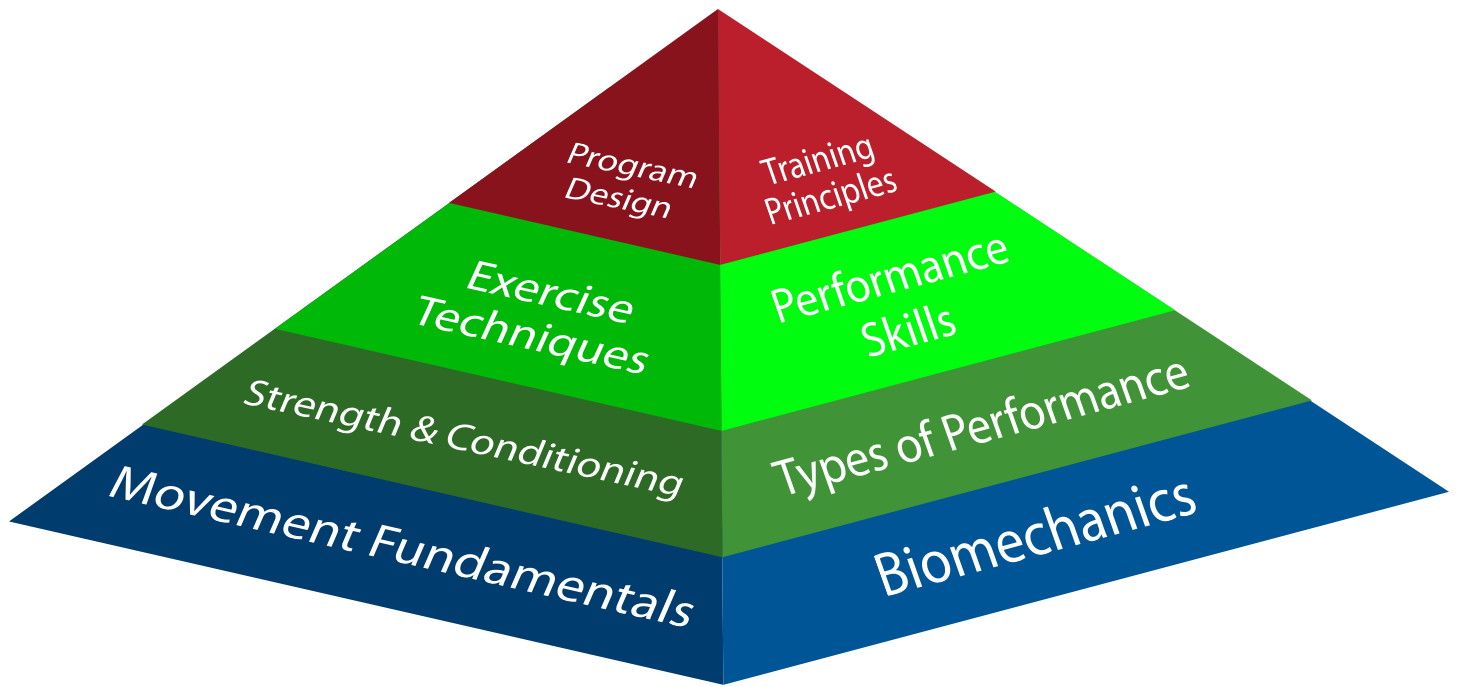 Program
Design
Training
Principles
Exercise
Techniques
Performance
Skills
Strength & Conditioning
Types of Performance
Movement Fundamentals
Biomechanics